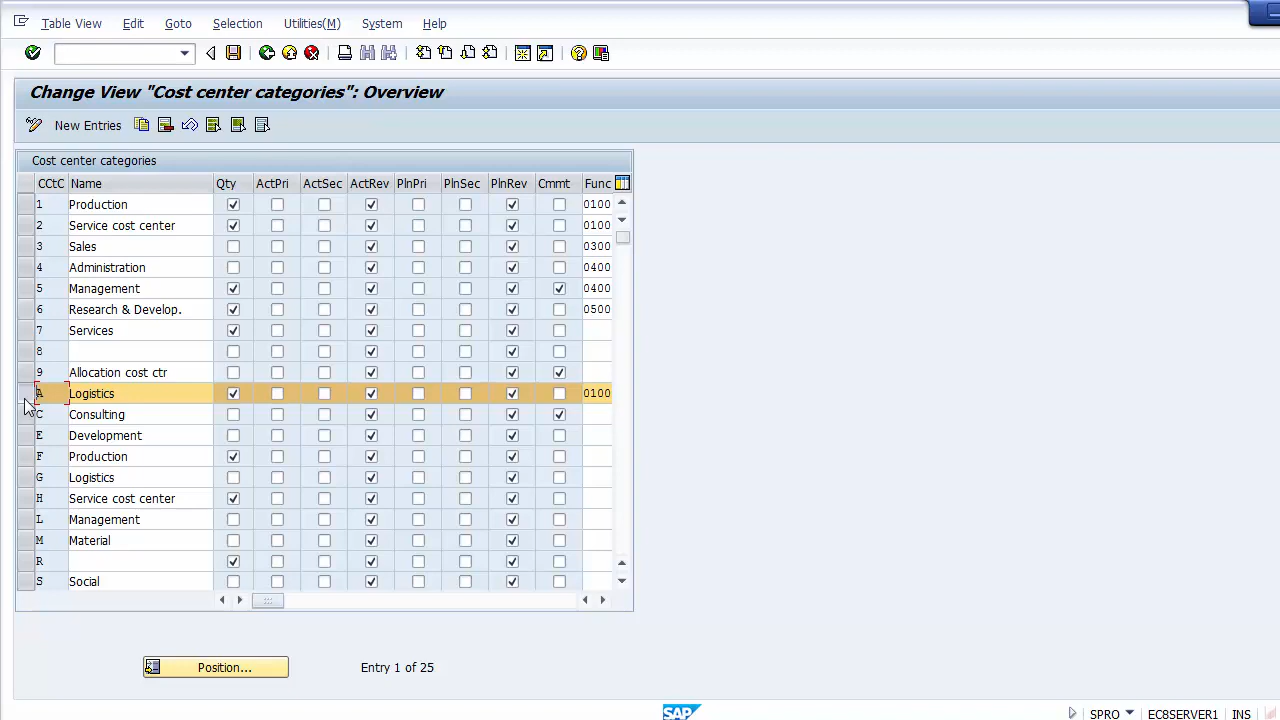 Table View Edit Goto Selection Utilities(M) System Help
Change View "Cost center categories": Overview
New Entries
Cost center categories
CCtC Name Qty ActPri ActSec ActRev PlnPri PlnSec PlnRev Cmmt Func
1 Production 0100
2 Service cost center 0100
3 Sales 0300
4 Administration 0400
5 Management 0400
6 Research & Develop. 0500
7 Services
8
9 Allocation cost ctr
A Logistics 0100
C Consulting
E Development
F Production
G Logistics
H Service cost center
L Management
M Material
R
S Social
Position... Entry 1 of 25
SAP SPRO EC8SERVER1 INS